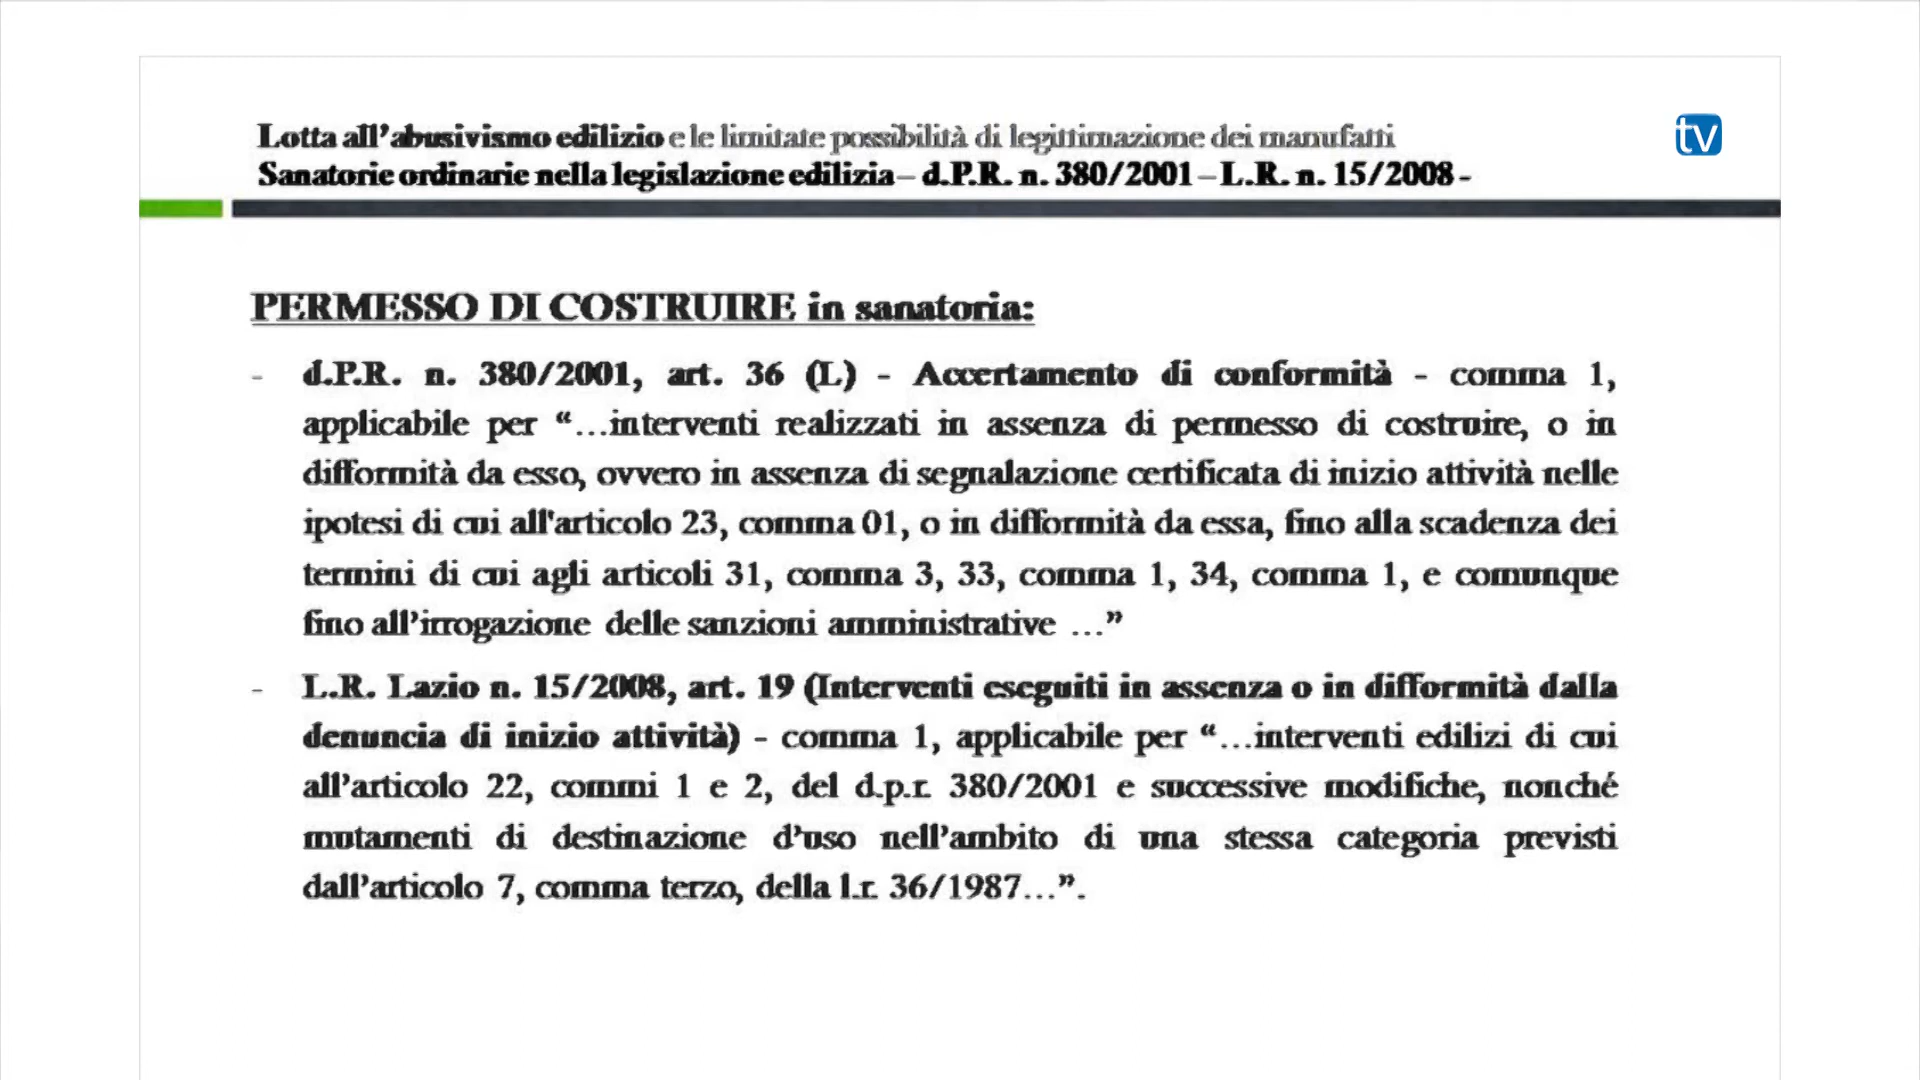 Lotta all’abusivismo edilizio e le limitate possibilità di legittimazione dei manufatti
tv
Sanatorie ordinarie nella legislazione edilizia – d.P.R. n. 380/2001 – L.R. n. 15/2008 -
PERMESSO DI COSTRUIRE in sanatoria:
- d.P.R. n. 380/2001, art. 36 (L) - Accertamento di conformità - comma 1,
applicabile per “…interventi realizzati in assenza di permesso di costruire, o in
difformità da esso, ovvero in assenza di segnalazione certificata di inizio attività nelle
ipotesi di cui all'articolo 23, comma 01, o in difformità da essa, fino alla scadenza dei
termini di cui agli articoli 31, comma 3, 33, comma 1, 34, comma 1, e comunque
fino all’irrogazione delle sanzioni amministrative …”
- L.R. Lazio n. 15/2008, art. 19 (Interventi eseguiti in assenza o in difformità dalla
denuncia di inizio attività) - comma 1, applicabile per “…interventi edilizi di cui
all’articolo 22, commi 1 e 2, del d.p.r. 380/2001 e successive modifiche, nonché
mutamenti di destinazione d’uso nell’ambito di una stessa categoria previsti
dall’articolo 7, comma terzo, della l.r. 36/1987…”.